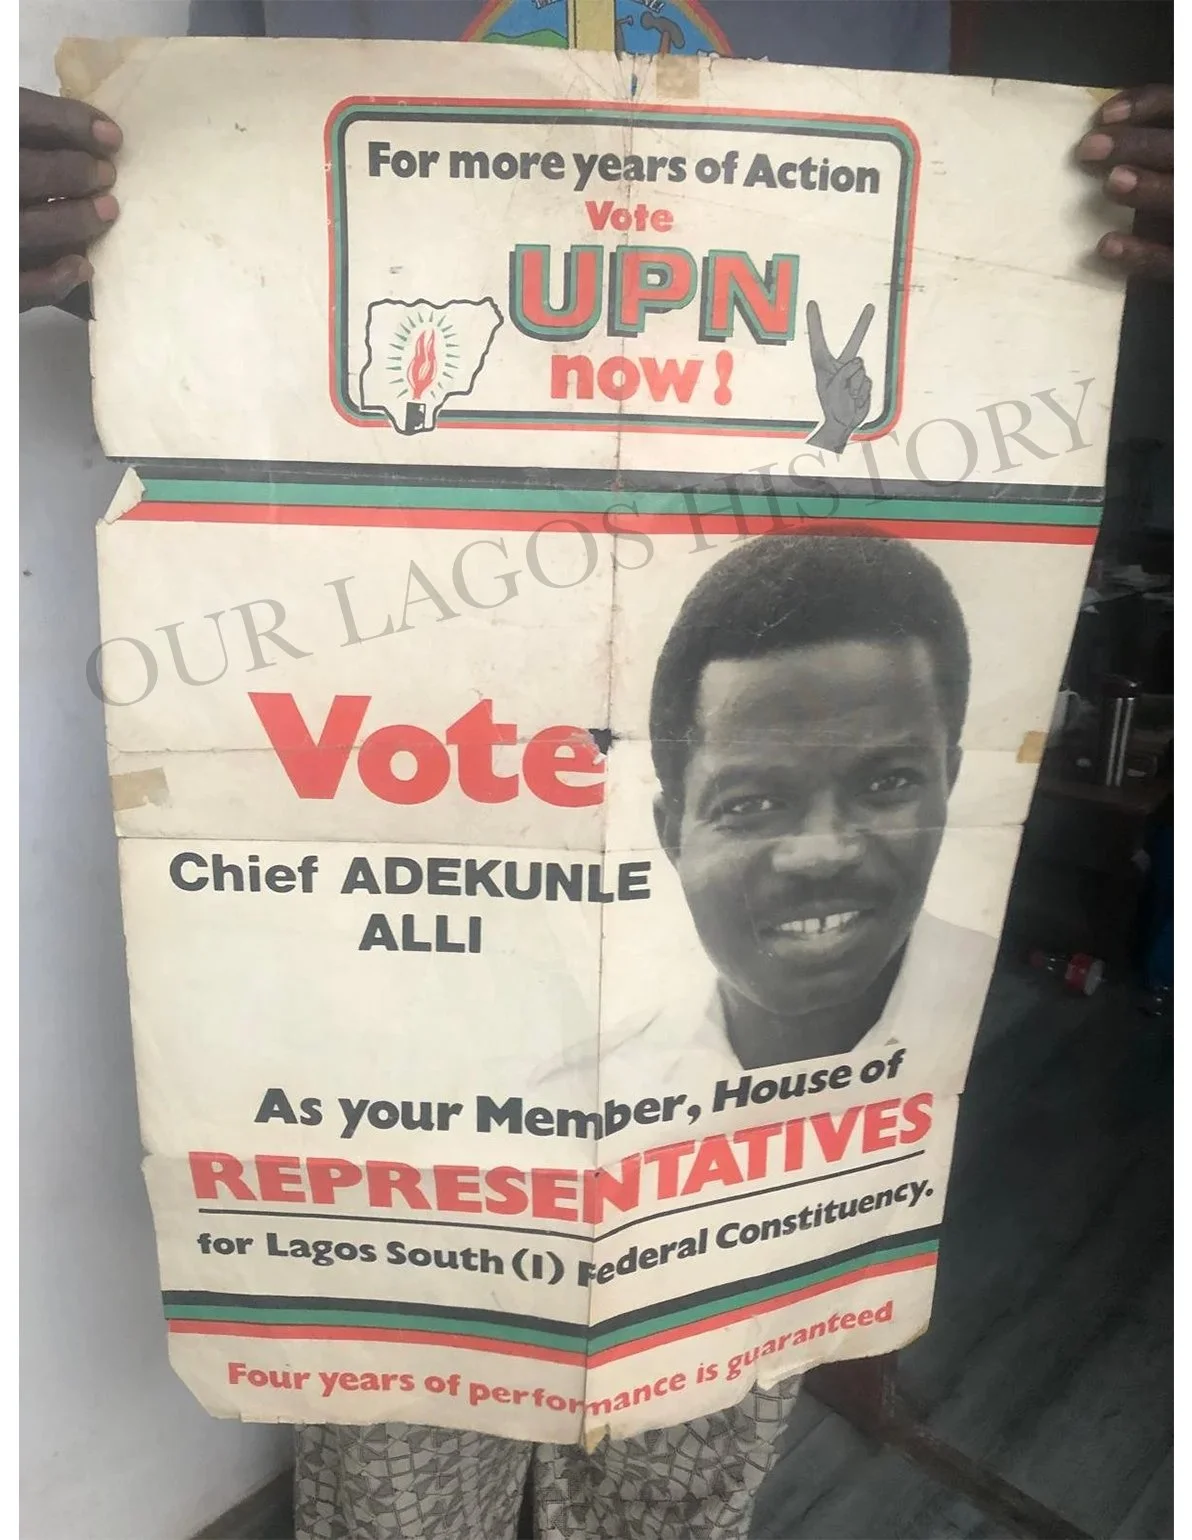 For more years of Action
Vote
UPN
now!
OUR LAGOS HISTORY
Vote
Chief ADEKUNLE
ALLI
As your Member, House of
REPRESENTATIVES
for Lagos South (1) Federal Constituency.
Four years of performance is guaranteed